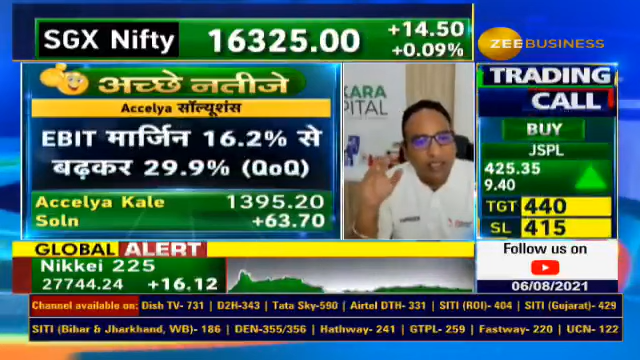 SGX Nifty
16325.00
+14.50
+0.09%
ZEE BUSINESS
अच्छे नतीजे
Accelya सॉल्यूशंस
EBIT मार्जिन 16.2% से
बढ़कर 29.9% (QoQ)
Accelya Kale 1395.20
Soln +63.70
KARA
PITAL
TRADING
CALL
BUY
JSPL
425.35
9.40
TGT 440
SL 415
GLOBAL ALERT
Nikkei 225
27744.24 +16.12
Follow us on
06/08/2021
Channel available on: Dish TV- 731 | D2H-343 | Tata Sky-590 | Airtel DTH- 331 | SITI (ROI)- 404 | SITI (Gujarat)- 429
SITI (Bihar & Jharkhand, WB)- 186 | DEN-355/356 | Hathway- 241 | GTPL- 259 | Fastway- 220 | UCN- 122